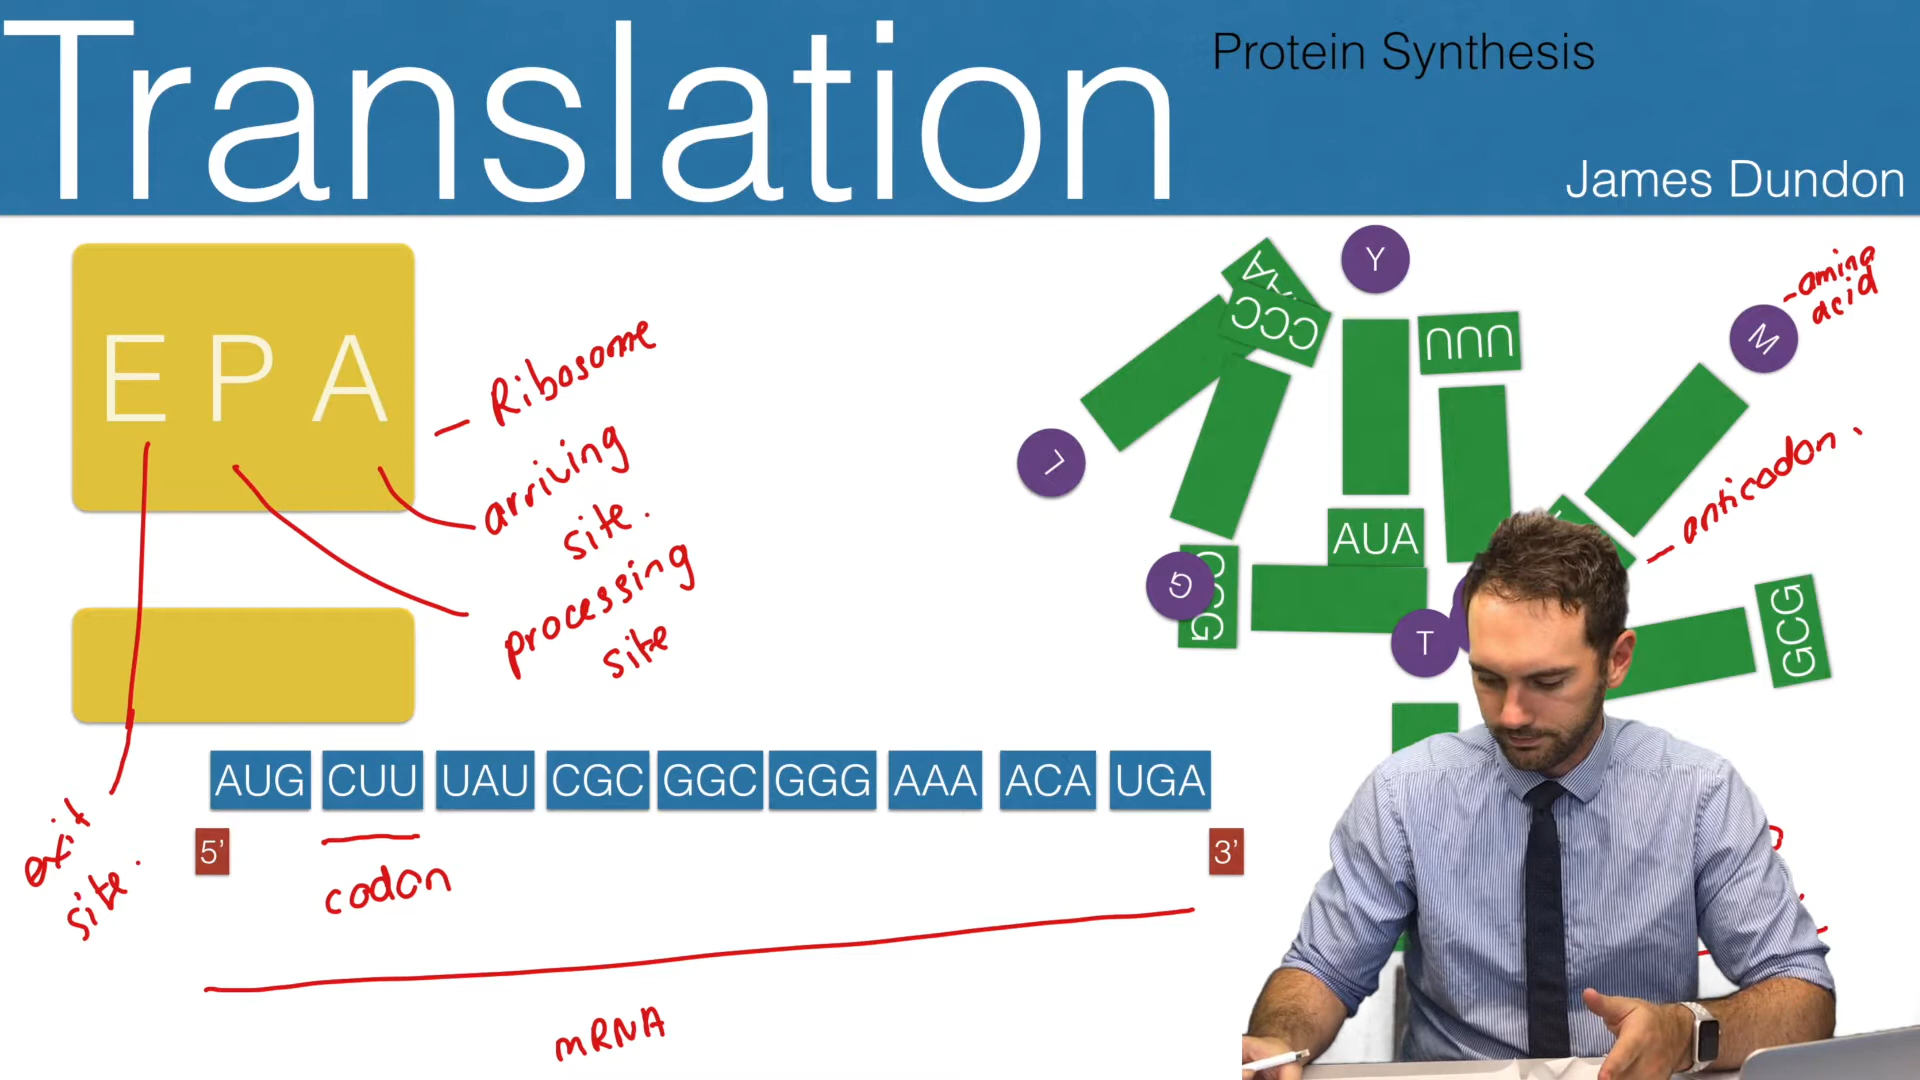 Translation
Protein Synthesis
James Dundon
E P A
Ribosome
arriving
site.
processing
site
exit
site.
AUG CUU UAU CGC GGC GGG AAA ACA UGA
5’
3’
codon
mRNA
CCC
Y
UUU
M
amino
acid
L
AUA
anticodon
G
CCG
T
GCG